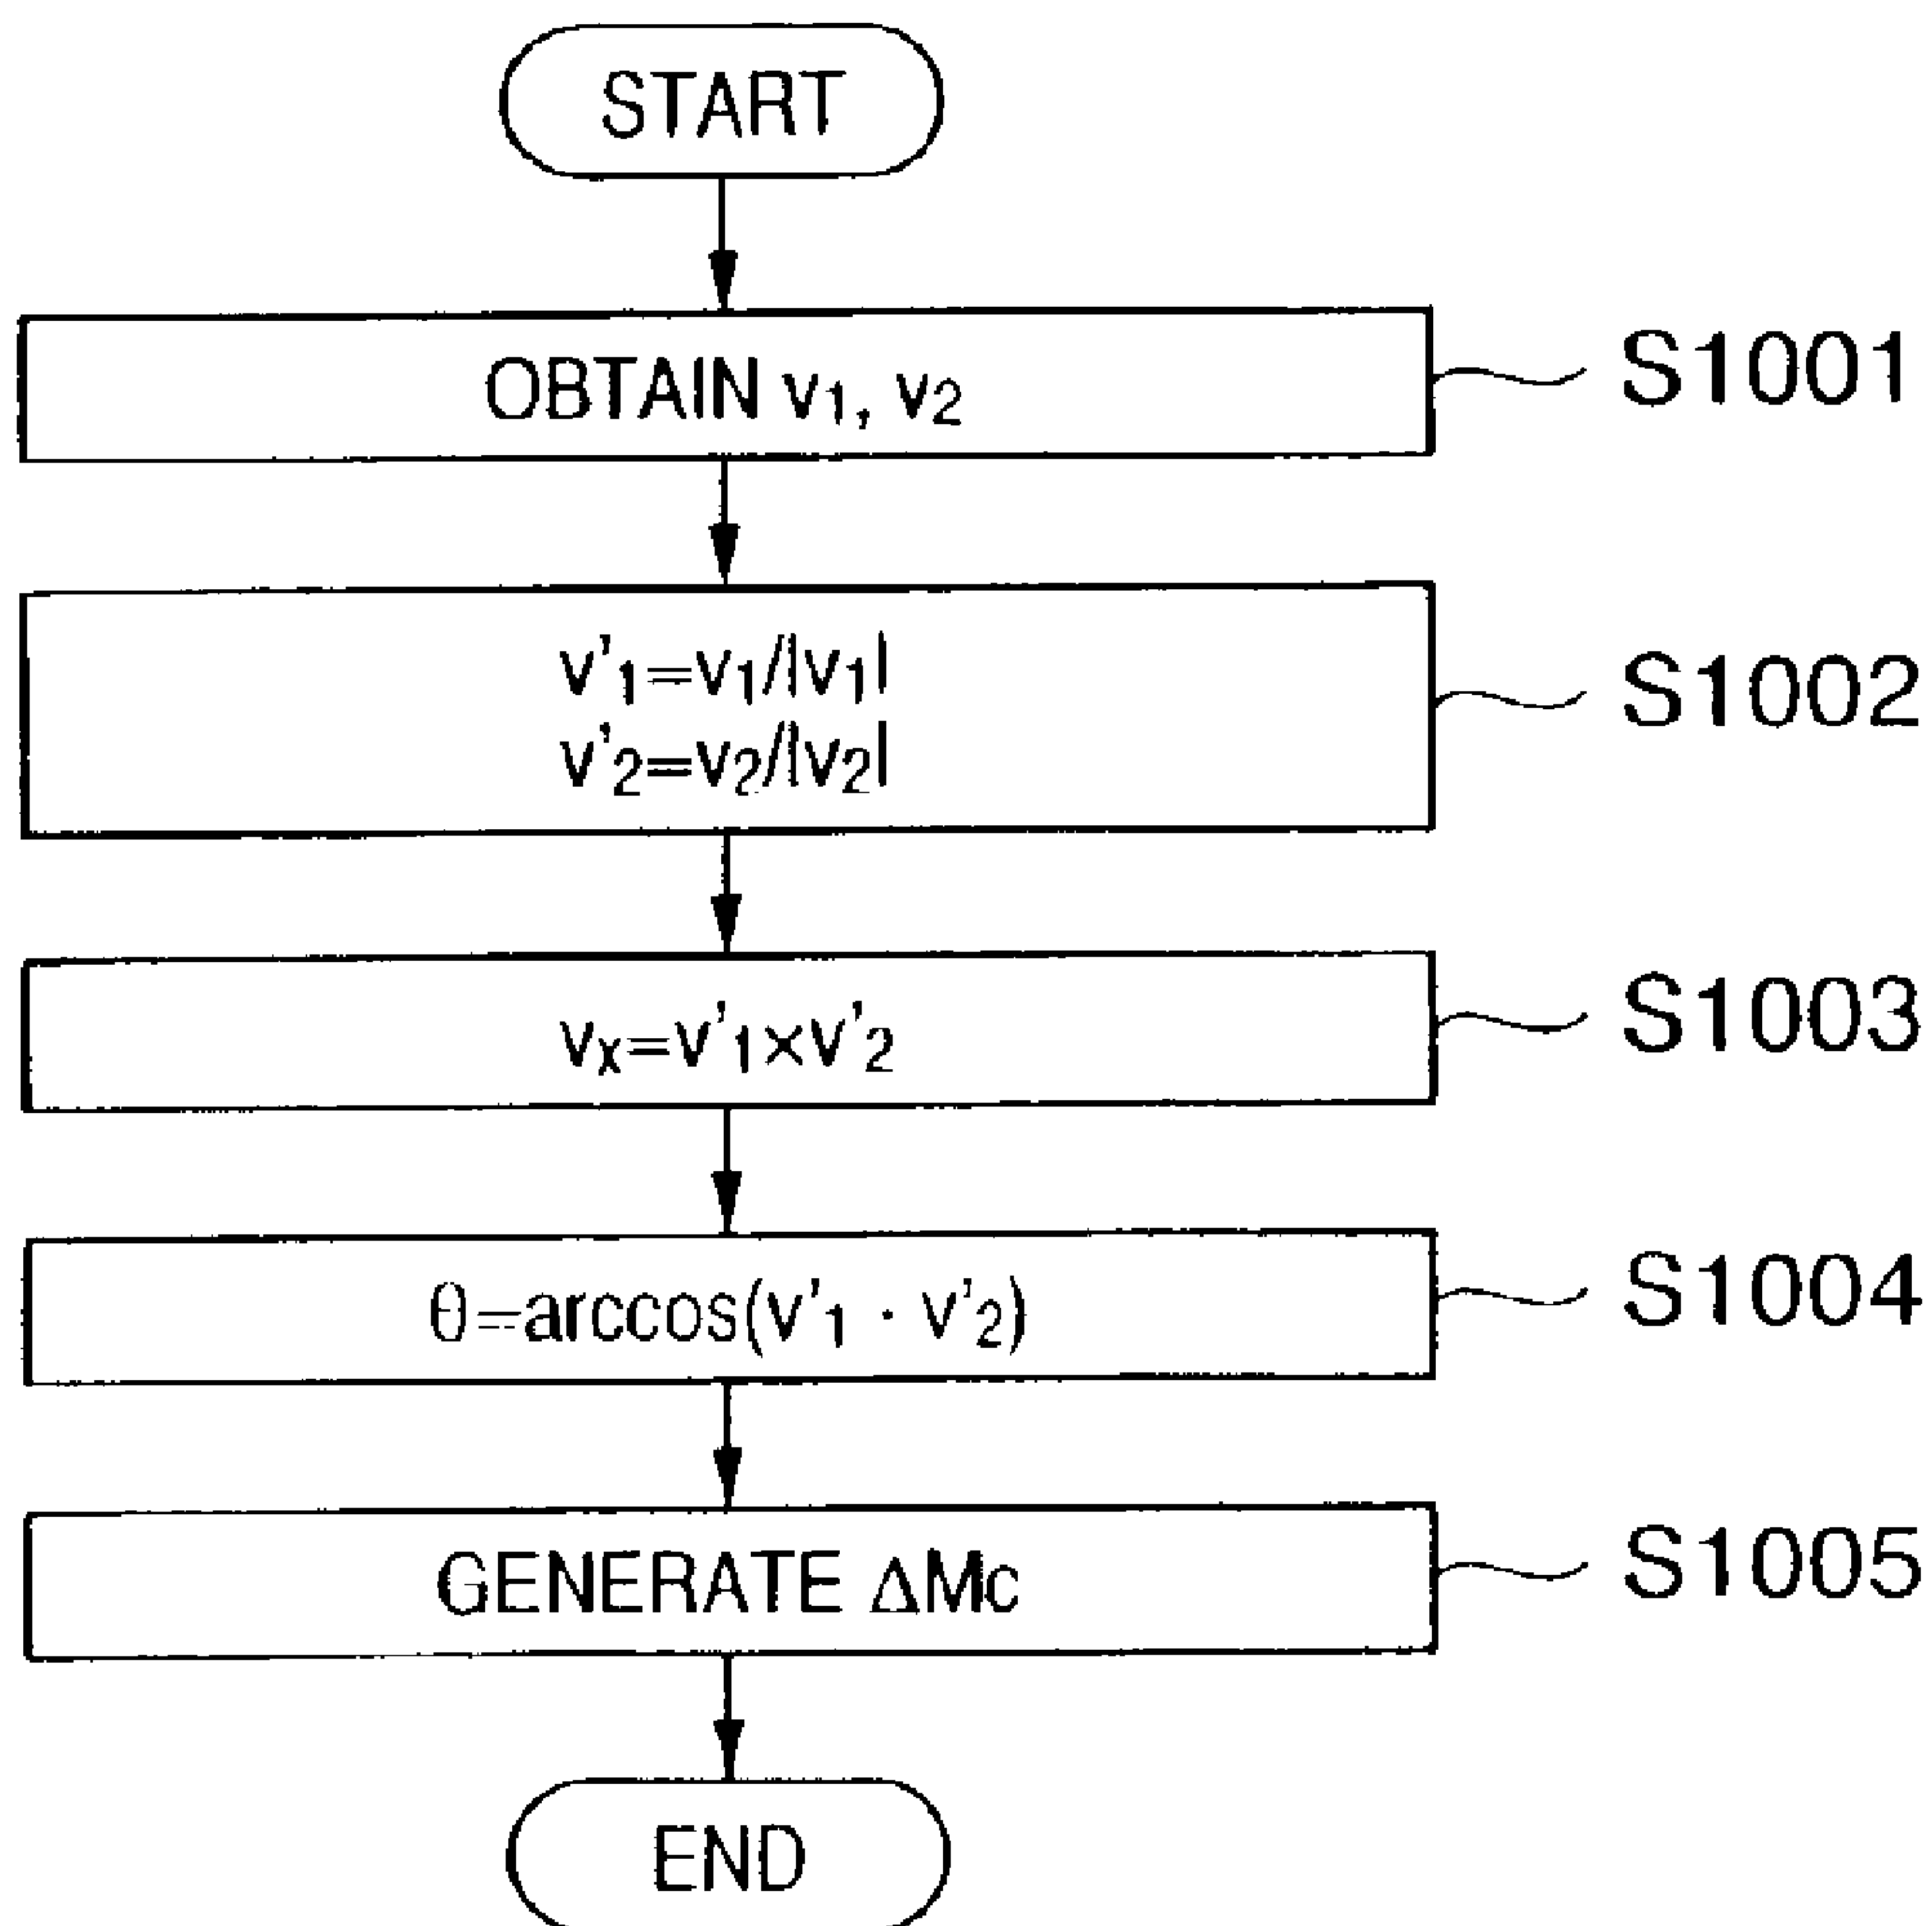 START
OBTAIN v₁, v₂
S1001
v'₁=v₁/|v₁|
v'₂=v₂/|v₂|
S1002
vₓ=v'₁×v'₂
S1003
θ=arccos(v'₁ · v'₂)
S1004
GENERATE ΔMc
S1005
END